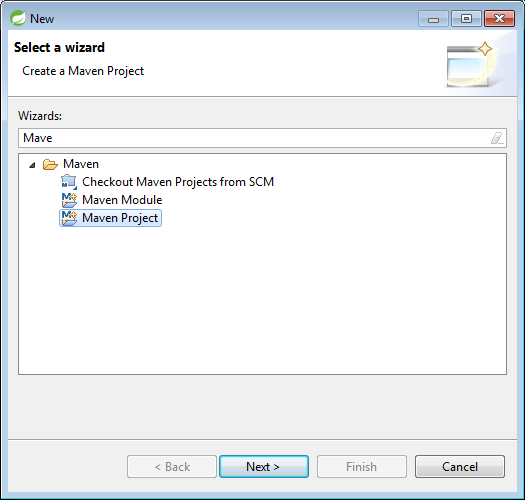 New
Select a wizard
Create a Maven Project
Wizards:
Mave
Maven
Checkout Maven Projects from SCM
Maven Module
Maven Project
< Back
Next >
Finish
Cancel